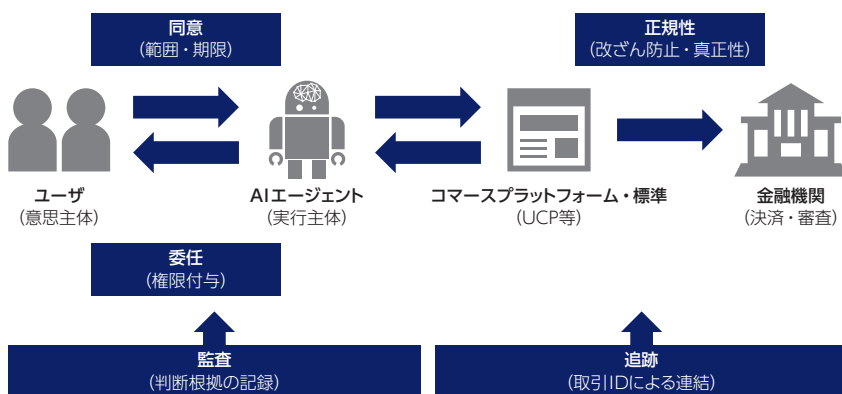 同意
（範囲・期限）
正規性
（改ざん防止・真正性）
ユーザ
（意思主体）
AIエージェント
（実行主体）
コマースプラットフォーム・標準
（UCP等）
金融機関
（決済・審査）
委任
（権限付与）
監査
（判断根拠の記録）
追跡
（取引IDによる連結）